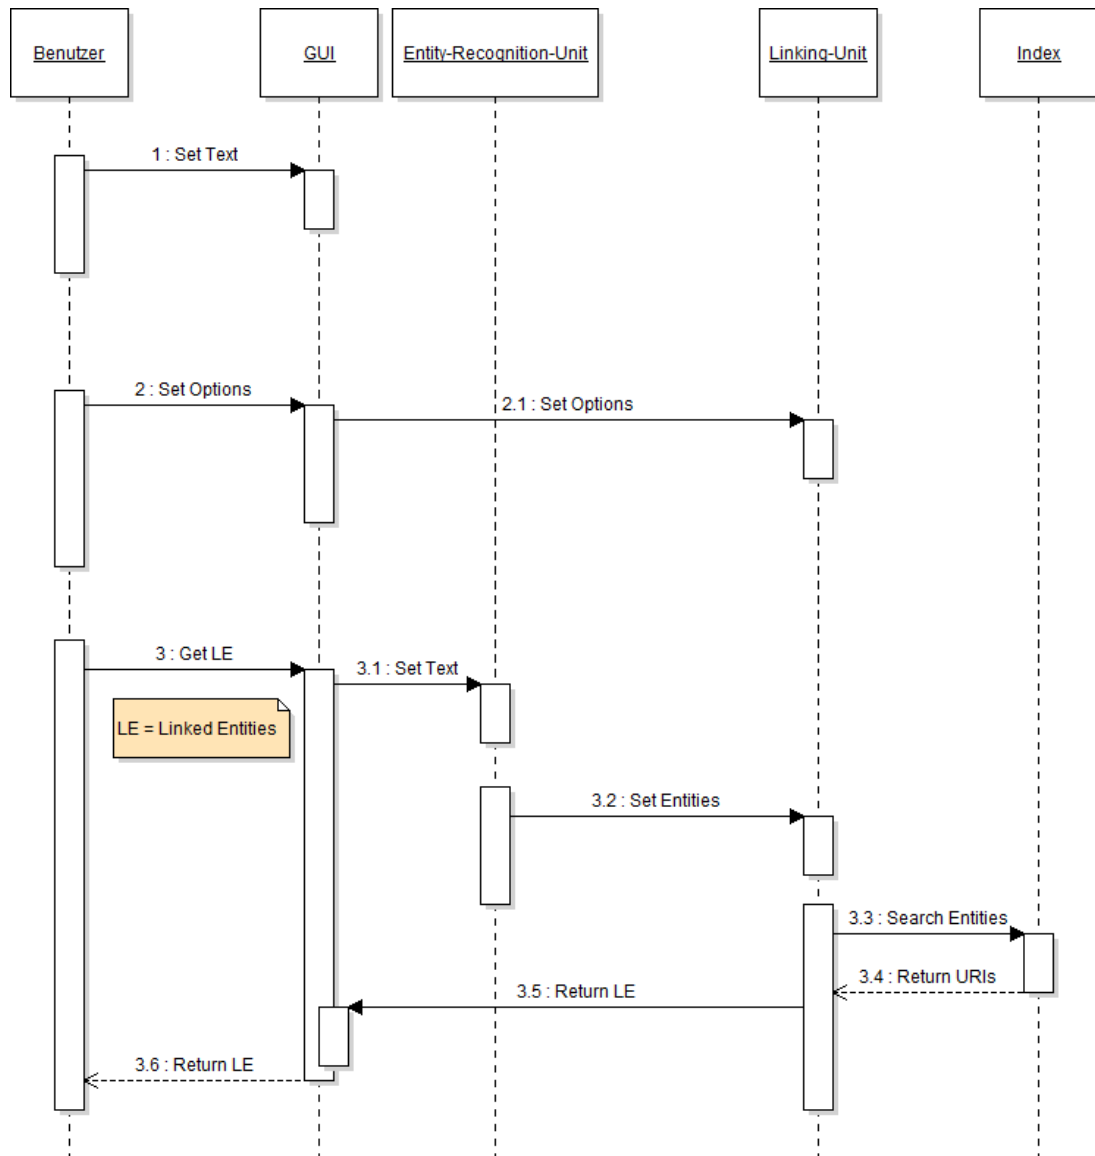 Benutzer
GUI
Entity-Recognition-Unit
Linking-Unit
Index
1 : Set Text
2 : Set Options
2.1 : Set Options
3 : Get LE
3.1 : Set Text
LE = Linked Entities
3.2 : Set Entities
3.3 : Search Entities
3.4 : Return URIs
3.5 : Return LE
3.6 : Return LE